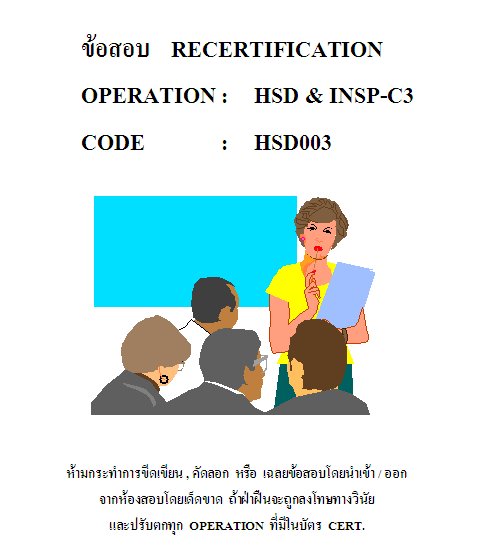 ข้อสอบ RECERTIFICATION
OPERATION : HSD & INSP-C3
CODE : HSD003
ห้ามกระทำการขีดเขียน , คัดลอก หรือ เฉลยข้อสอบโดยนำเข้า / ออก
จากห้องสอบโดยเด็ดขาด ถ้าฝ่าฝืนจะถูกลงโทษทางวินัย
และปรับตกทุก OPERATION ที่มีในบัตร CERT.